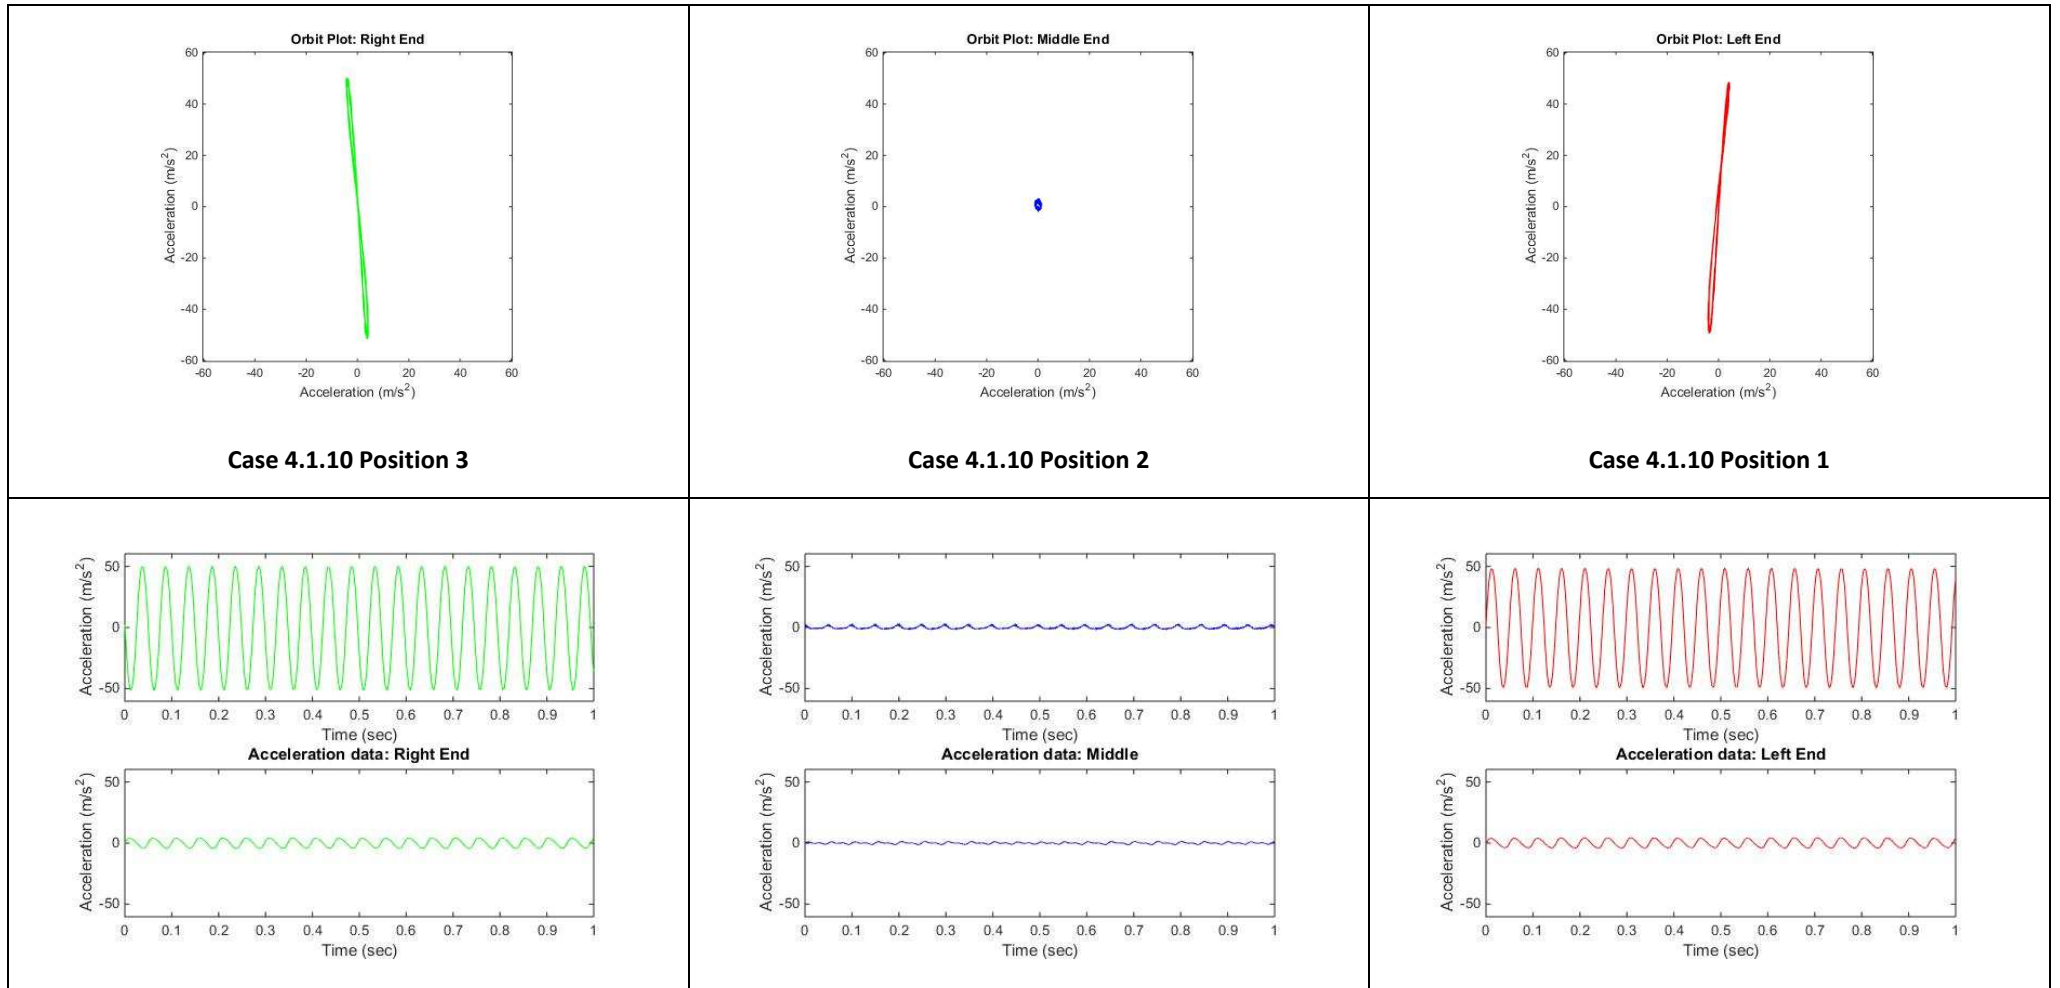 Orbit Plot: Right End
60
40
20
0
-20
-40
-60
Acceleration (m/s²)
-60 -40 -20 0 20 40 60
Acceleration (m/s²)
Case 4.1.10 Position 3
Orbit Plot: Middle End
60
40
20
0
-20
-40
-60
Acceleration (m/s²)
-60 -40 -20 0 20 40 60
Acceleration (m/s²)
Case 4.1.10 Position 2
Orbit Plot: Left End
60
40
20
0
-20
-40
-60
Acceleration (m/s²)
-60 -40 -20 0 20 40 60
Acceleration (m/s²)
Case 4.1.10 Position 1
50
0
-50
Acceleration (m/s²)
0 0.1 0.2 0.3 0.4 0.5 0.6 0.7 0.8 0.9 1
Time (sec)
Acceleration data: Right End
50
0
-50
Acceleration (m/s²)
0 0.1 0.2 0.3 0.4 0.5 0.6 0.7 0.8 0.9 1
Time (sec)
50
0
-50
Acceleration (m/s²)
0 0.1 0.2 0.3 0.4 0.5 0.6 0.7 0.8 0.9 1
Time (sec)
Acceleration data: Middle
50
0
-50
Acceleration (m/s²)
0 0.1 0.2 0.3 0.4 0.5 0.6 0.7 0.8 0.9 1
Time (sec)
50
0
-50
Acceleration (m/s²)
0 0.1 0.2 0.3 0.4 0.5 0.6 0.7 0.8 0.9 1
Time (sec)
Acceleration data: Left End
50
0
-50
Acceleration (m/s²)
0 0.1 0.2 0.3 0.4 0.5 0.6 0.7 0.8 0.9 1
Time (sec)